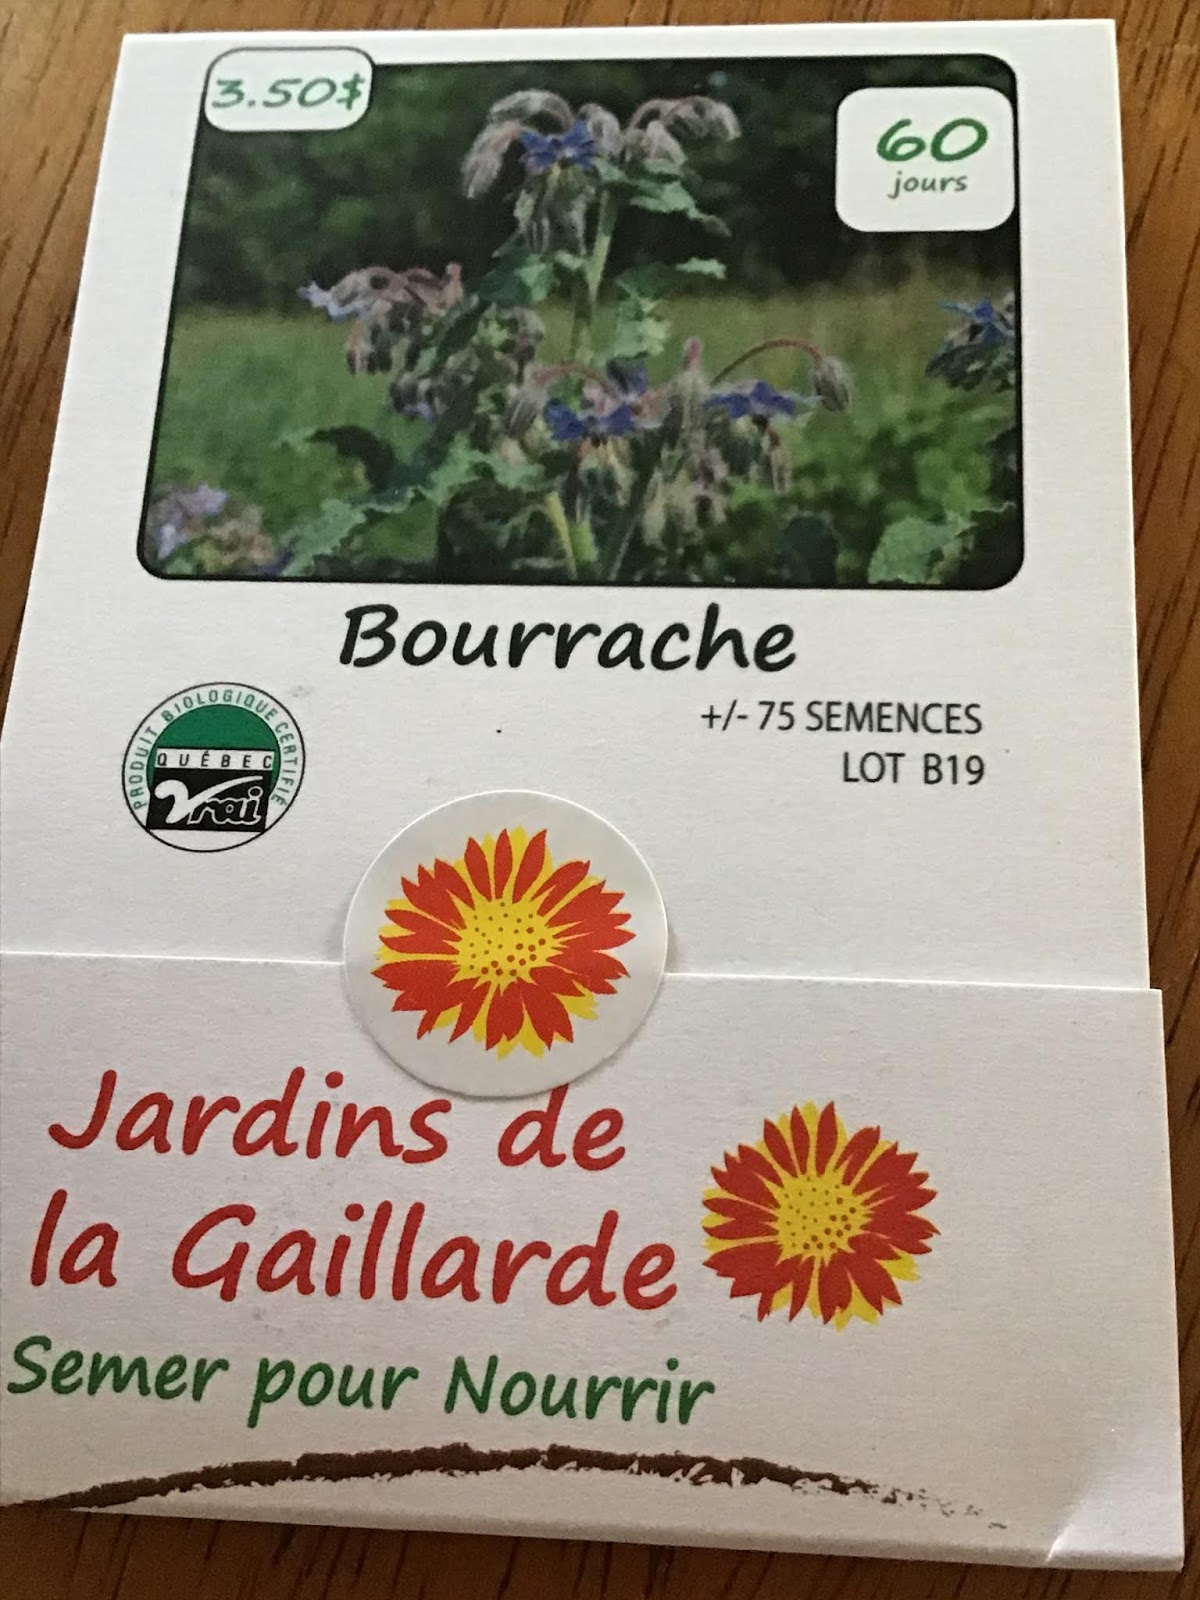 3.50$
60
jours
Bourrache
+/- 75 SEMENCES
LOT B19
PRODUIT BIOLOGIQUE CERTIFIÉ
QUÉBEC
Vrai
Jardins de
la Gaillarde
Semer pour Nourrir